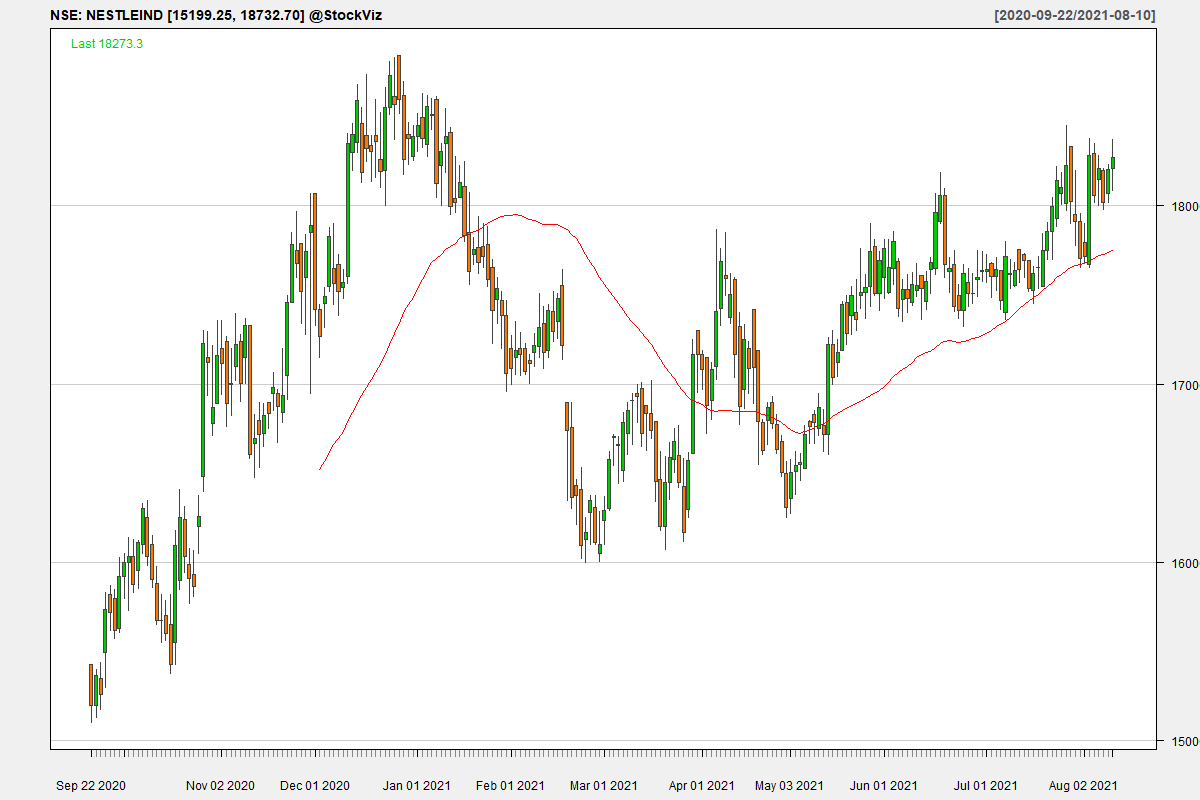 NSE: NESTLEIND [15199.25, 18732.70] @StockViz [2020-09-22/2021-08-10]
Last 18273.3
1800
1700
1600
1500
Sep 22 2020 Nov 02 2020 Dec 01 2020 Jan 01 2021 Feb 01 2021 Mar 01 2021 Apr 01 2021 May 03 2021 Jun 01 2021 Jul 01 2021 Aug 02 2021